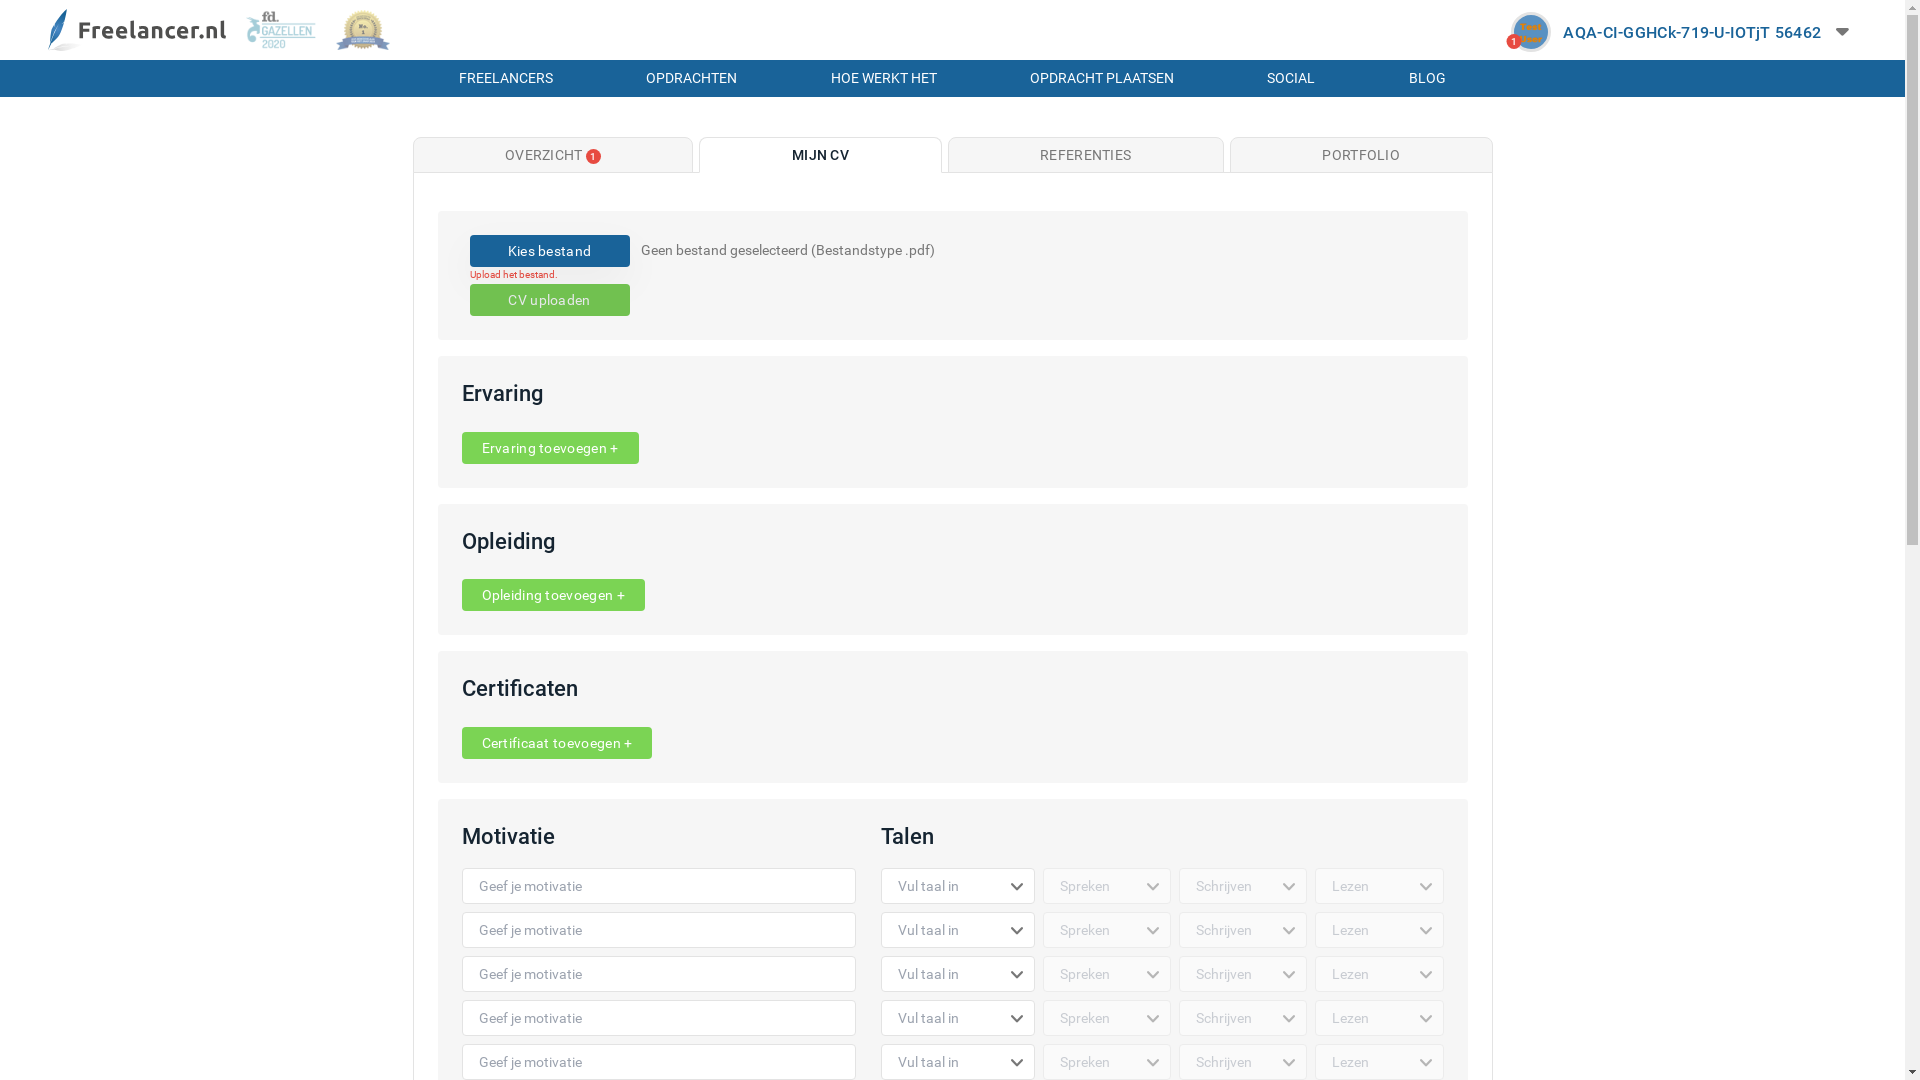 Freelancer.nl
fd.
GAZELLEN
2020
1
AQA-CI-GGHCk-719-U-IOTjT 56462
FREELANCERS
OPDRACHTEN
HOE WERKT HET
OPDRACHT PLAATSEN
SOCIAL
BLOG
OVERZICHT 1
MIJN CV
REFERENTIES
PORTFOLIO
Kies bestand
Geen bestand geselecteerd (Bestandstype .pdf)
Upload het bestand.
CV uploaden
Ervaring
Ervaring toevoegen +
Opleiding
Opleiding toevoegen +
Certificaten
Certificaat toevoegen +
Motivatie
Talen
Geef je motivatie
Vul taal in
Spreken
Schrijven
Lezen
Geef je motivatie
Vul taal in
Spreken
Schrijven
Lezen
Geef je motivatie
Vul taal in
Spreken
Schrijven
Lezen
Geef je motivatie
Vul taal in
Spreken
Schrijven
Lezen
Geef je motivatie
Vul taal in
Spreken
Schrijven
Lezen